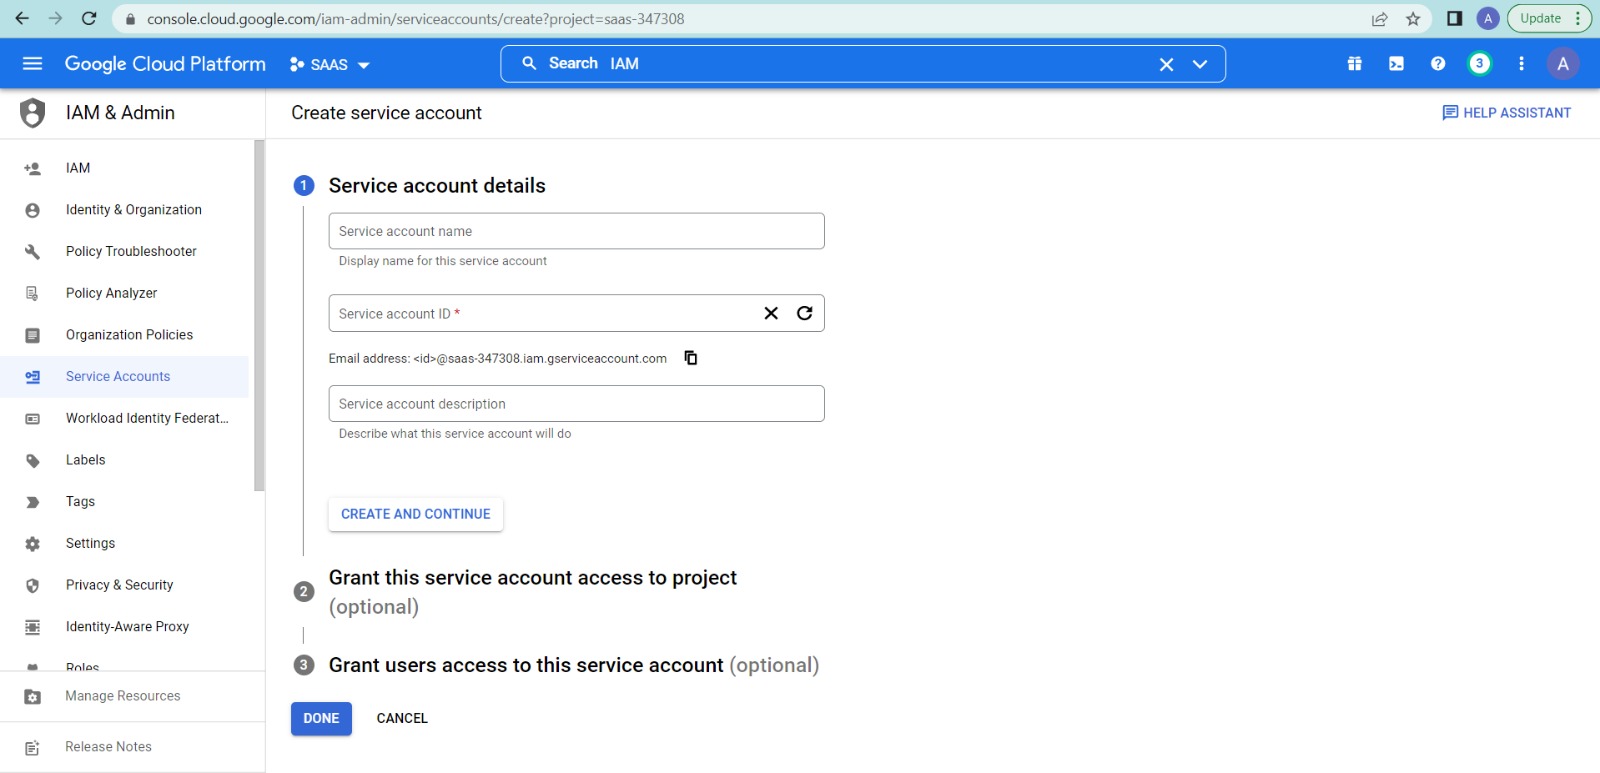 console.cloud.google.com/iam-admin/serviceaccounts/create?project=saas-347308
A
Update
Google Cloud Platform
SAAS
Search IAM
3
A
IAM & Admin
Create service account
HELP ASSISTANT
IAM
Identity & Organization
Policy Troubleshooter
Policy Analyzer
Organization Policies
Service Accounts
Workload Identity Federat...
Labels
Tags
Settings
Privacy & Security
Identity-Aware Proxy
Roles
Manage Resources
Release Notes
1 Service account details
Service account name
Display name for this service account
Service account ID *
Email address: <id>@saas-347308.iam.gserviceaccount.com
Service account description
Describe what this service account will do
CREATE AND CONTINUE
2 Grant this service account access to project
(optional)
3 Grant users access to this service account (optional)
DONE CANCEL